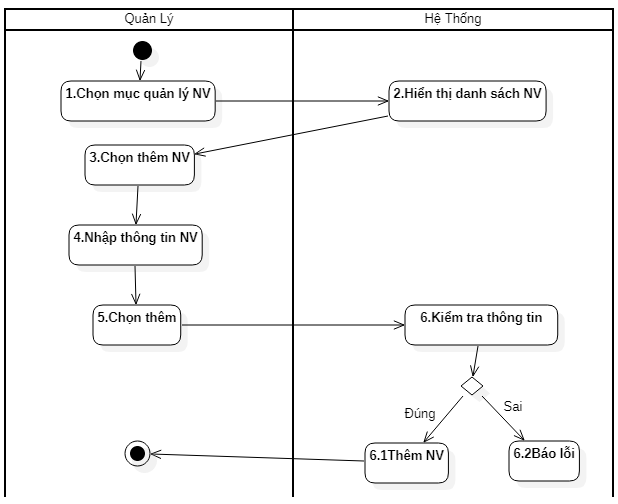 Quản Lý
Hệ Thống
1.Chọn mục quản lý NV
2.Hiển thị danh sách NV
3.Chọn thêm NV
4.Nhập thông tin NV
5.Chọn thêm
6.Kiểm tra thông tin
Đúng
Sai
6.1Thêm NV
6.2Báo lỗi